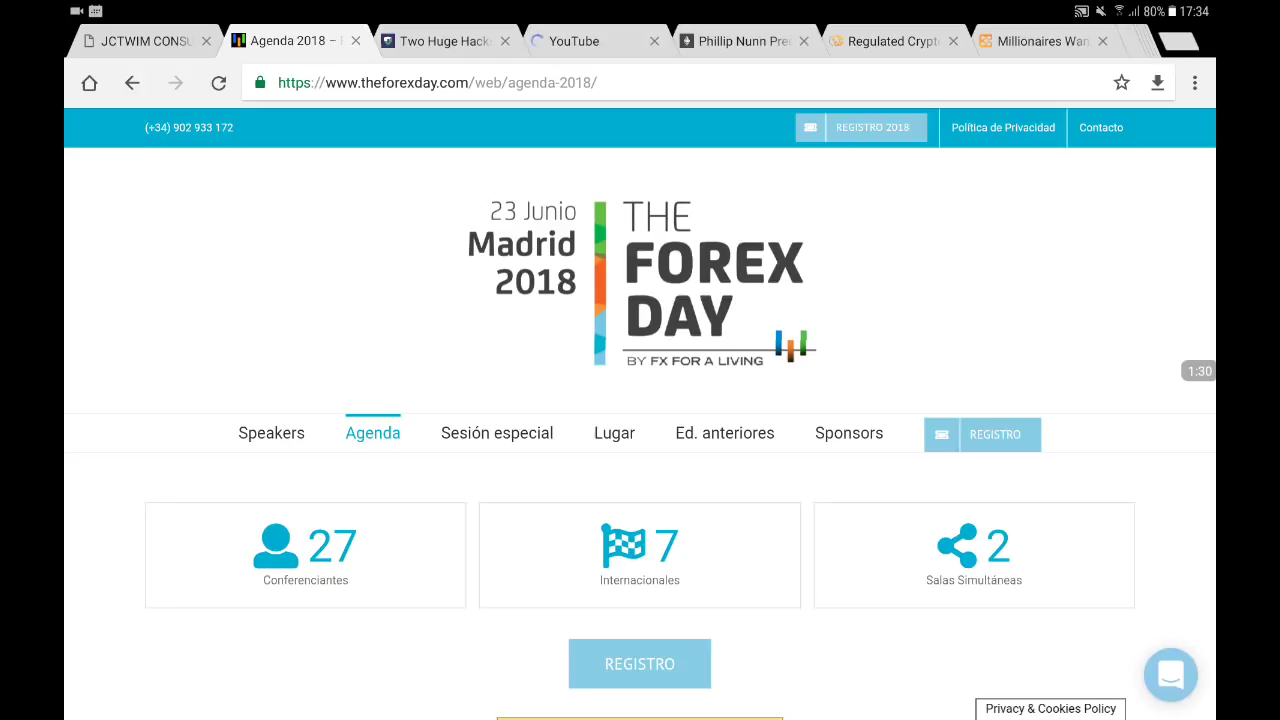 80% 17:34
JCTWIM CONSU
Agenda 2018 –
Two Huge Hack
YouTube
Phillip Nunn Pre
Regulated Crypt
Millionaires Wan
https://www.theforexday.com/web/agenda-2018/
(+34) 902 933 172
REGISTRO 2018
Política de Privacidad
Contacto
23 Junio
Madrid
2018
THE
FOREX
DAY
BY FX FOR A LIVING
1:30
Speakers
Agenda
Sesión especial
Lugar
Ed. anteriores
Sponsors
REGISTRO
27
Conferenciantes
7
Internacionales
2
Salas Simultáneas
REGISTRO
Privacy & Cookies Policy